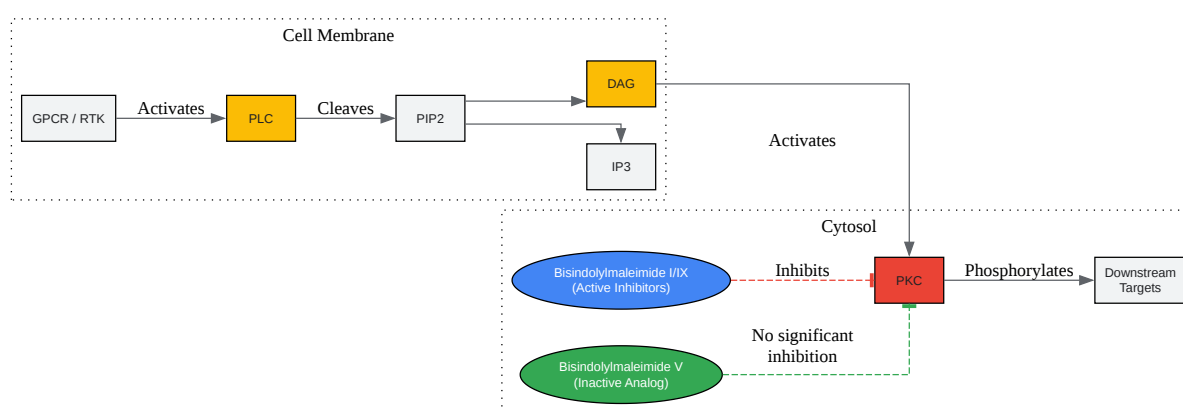 Cell Membrane
GPCR / RTK
Activates
PLC
Cleaves
PIP2
DAG
IP3
Activates
Cytosol
Bisindolylmaleimide I/IX
(Active Inhibitors)
Inhibits
PKC
Phosphorylates
Downstream
Targets
No significant
inhibition
Bisindolylmaleimide V
(Inactive Analog)